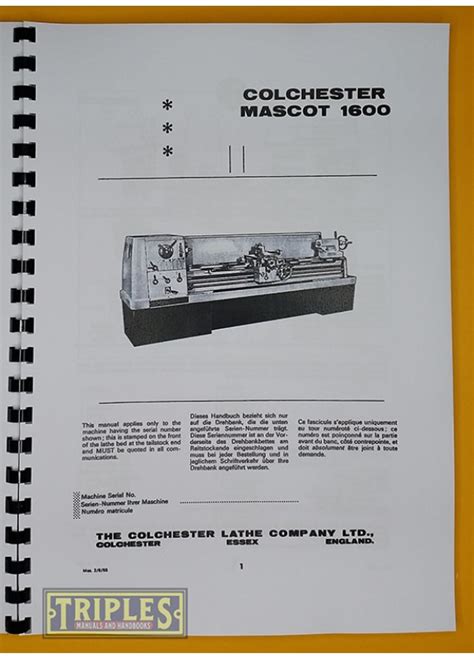 COLCHESTER
MASCOT 1600
*
*
*
This manual applies only to the
machine having the serial number
shown ; this is stamped on the front
of the lathe bed at the tailstock end
and MUST be quoted in all com-
munications.
Dieses Handbuch bezieht sich nur
auf die Drehbank, die die unten
angeführte Serien-Nummer trägt.
Diese Seriennummer ist an der Vor-
derseite des Drehbankbettes am
Reitstockende eingeschlagen und
muss bei jeder Bestellung und in
jeglichem Schriftverkehr über Ihre
Drehbank angeführt werden.
Ce fascicule s'applique uniquement
au tour numéroté ci-dessous ; ce
numéro est poinçonné sur la partie
avant du banc, côté contrepointe, et
doit absolument être joint à toute
demande.
Machine Serial No.
Serien-Nummer Ihrer Maschine
Numéro matricule
THE COLCHESTER LATHE COMPANY LTD.,
COLCHESTER ESSEX ENGLAND.
1
TRIPLES
MANUALS AND HANDBOOKS